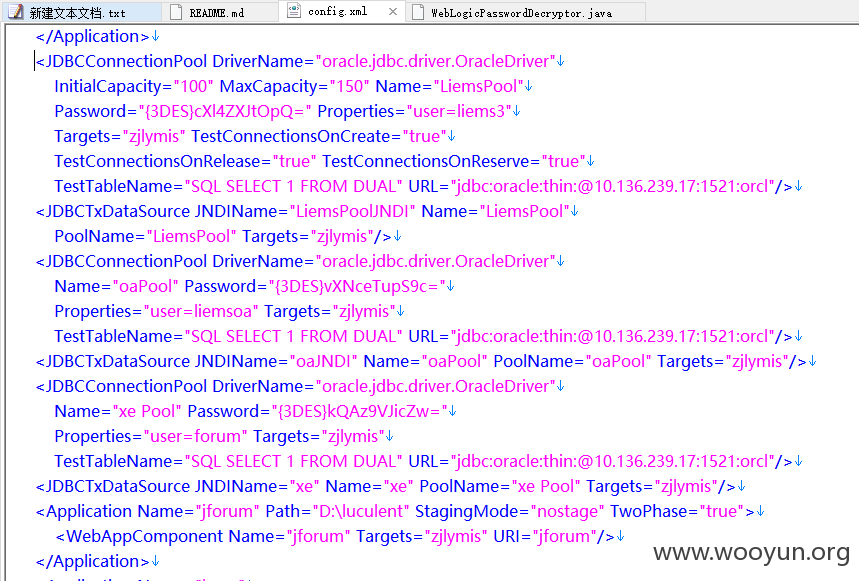 新建文本文档.txt README.md config.xml WebLogicPasswordDecryptor.java
</Application>↓
<JDBCConnectionPool DriverName="oracle.jdbc.driver.OracleDriver"↓
InitialCapacity="100" MaxCapacity="150" Name="LiemsPool"↓
Password="{3DES}cXl4ZXJtOpQ=" Properties="user=liems3"↓
Targets="zjlymis" TestConnectionsOnCreate="true"↓
TestConnectionsOnRelease="true" TestConnectionsOnReserve="true"↓
TestTableName="SQL SELECT 1 FROM DUAL" URL="jdbc:oracle:thin:@10.136.239.17:1521:orcl"/>↓
<JDBCTxDataSource JNDIName="LiemsPoolJNDI" Name="LiemsPool"↓
PoolName="LiemsPool" Targets="zjlymis"/>↓
<JDBCConnectionPool DriverName="oracle.jdbc.driver.OracleDriver"↓
Name="oaPool" Password="{3DES}vXNceTupS9c="↓
Properties="user=liemsoa" Targets="zjlymis"↓
TestTableName="SQL SELECT 1 FROM DUAL" URL="jdbc:oracle:thin:@10.136.239.17:1521:orcl"/>↓
<JDBCTxDataSource JNDIName="oaJNDI" Name="oaPool" PoolName="oaPool" Targets="zjlymis"/>↓
<JDBCConnectionPool DriverName="oracle.jdbc.driver.OracleDriver"↓
Name="xe Pool" Password="{3DES}kQAz9VJicZw="↓
Properties="user=forum" Targets="zjlymis"↓
TestTableName="SQL SELECT 1 FROM DUAL" URL="jdbc:oracle:thin:@10.136.239.17:1521:orcl"/>↓
<JDBCTxDataSource JNDIName="xe" Name="xe" PoolName="xe Pool" Targets="zjlymis"/>↓
<Application Name="jforum" Path="D:\luculent" StagingMode="nostage" TwoPhase="true">↓
<WebAppComponent Name="jforum" Targets="zjlymis" URI="jforum"/>↓
</Application>↓
www.wooyun.org